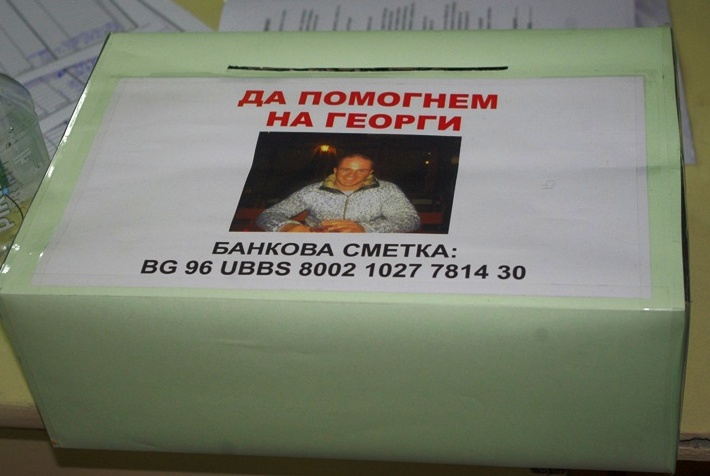 ДА ПОМОГНЕМ
НА ГЕОРГИ
БАНКОВА СМЕТКА:
BG 96 UBBS 8002 1027 7814 30